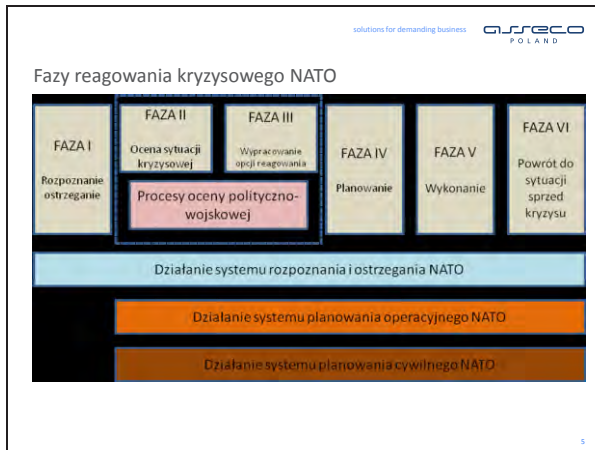 solutions for demanding business
asseco
POLAND
Fazy reagowania kryzysowego NATO
FAZA I
Rozpoznanie
ostrzeganie
FAZA II
Ocena sytuacji
kryzysowej
FAZA III
Wypracowanie
opcji reagowania
Procesy oceny polityczno-
wojskowej
FAZA IV
Planowanie
FAZA V
Wykonanie
FAZA VI
Powrót do
sytuacji
sprzed
kryzysu
Działanie systemu rozpoznania i ostrzegania NATO
Działanie systemu planowania operacyjnego NATO
Działanie systemu planowania cywilnego NATO
5